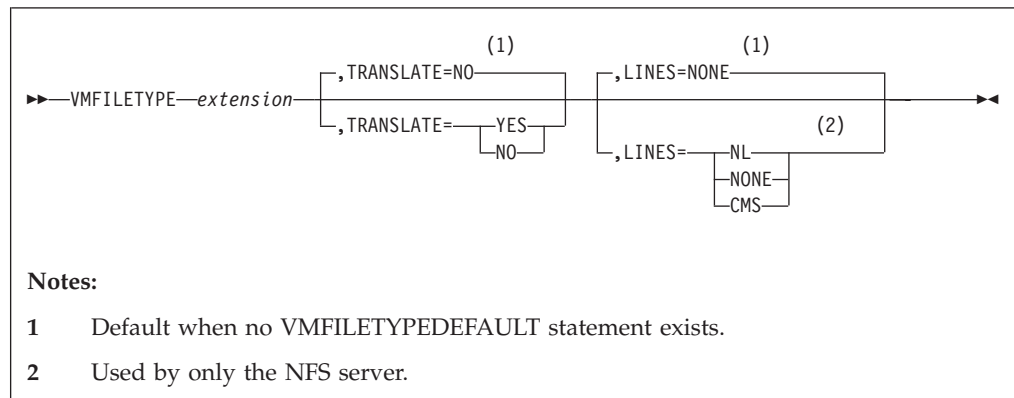 (1) (1)
,TRANSLATE=NO ,LINES=NONE
VMFILETYPE extension
(2)
,TRANSLATE= YES ,LINES= NL
NO NONE
CMS
Notes:
1 Default when no VMFILETYPEDEFAULT statement exists.
2 Used by only the NFS server.